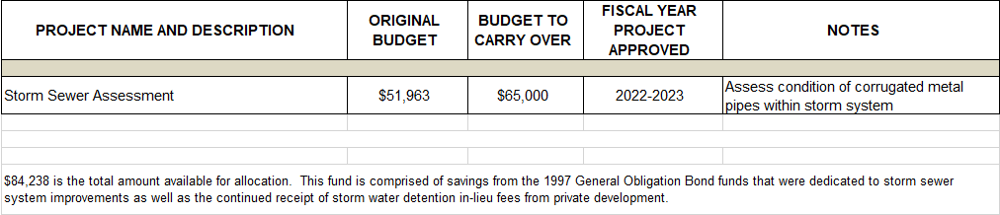 PROJECT NAME AND DESCRIPTION
ORIGINAL
BUDGET
BUDGET TO
CARRY OVER
FISCAL YEAR
PROJECT
APPROVED
NOTES
Storm Sewer Assessment
$51,963
$65,000
2022-2023
Assess condition of corrugated metal
pipes within storm system
$84,238 is the total amount available for allocation.  This fund is comprised of savings from the 1997 General Obligation Bond funds that were dedicated to storm sewer
system improvements as well as the continued receipt of storm water detention in-lieu fees from private development.